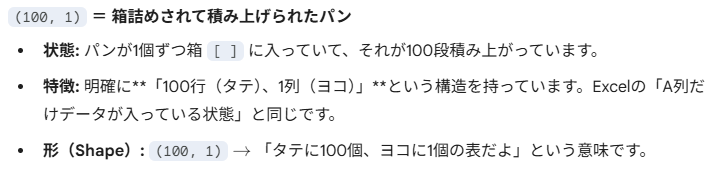 (100, 1) = 箱詰めされて積み上げられたパン
• 状態: パンが1個ずつ箱 [ ] に入っていて、それが100段積み上がっています。
• 特徴: 明確に**「100行（タテ）、1列（ヨコ）」**という構造を持っています。Excelの「A列だ
けデータが入っている状態」と同じです。
• 形（Shape）: (100, 1) → 「タテに100個、ヨコに1個の表だよ」という意味です。